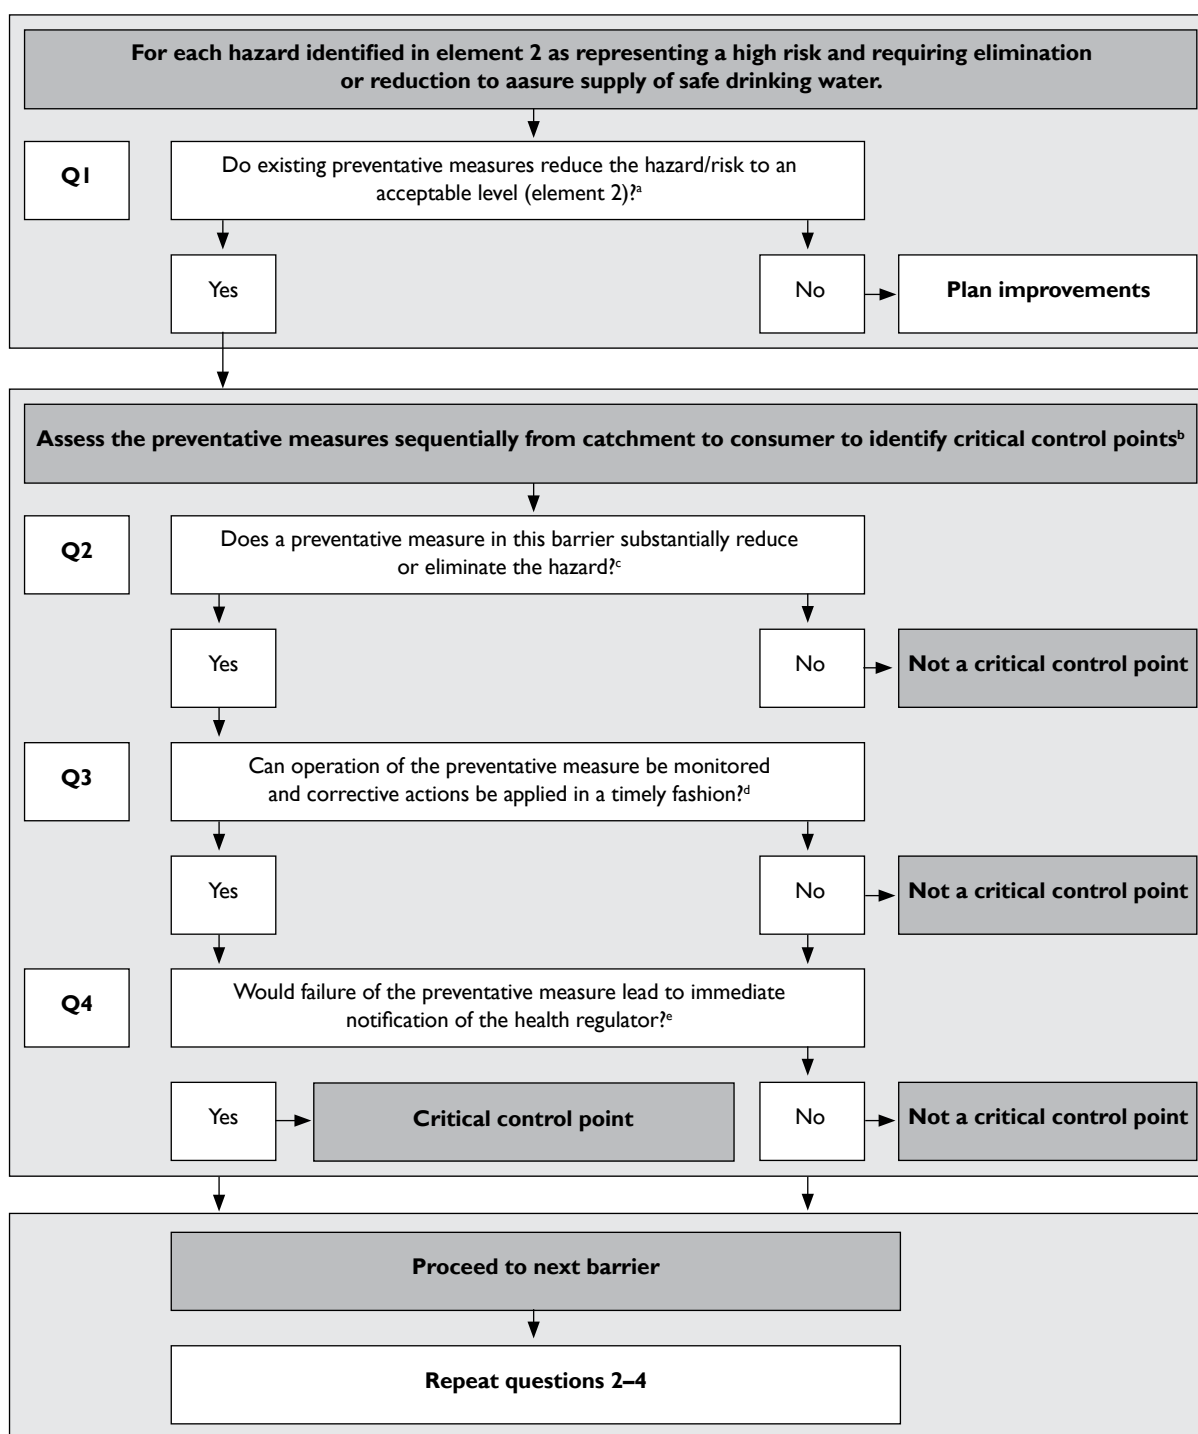 For each hazard identified in element 2 as representing a high risk and requiring elimination
or reduction to aasure supply of safe drinking water.
Q1
Do existing preventative measures reduce the hazard/risk to an
acceptable level (element 2)?ᵃ
Yes
No
Plan improvements
Assess the preventative measures sequentially from catchment to consumer to identify critical control pointsᵇ
Q2
Does a preventative measure in this barrier substantially reduce
or eliminate the hazard?ᶜ
Yes
No
Not a critical control point
Q3
Can operation of the preventative measure be monitored
and corrective actions be applied in a timely fashion?ᵈ
Yes
No
Not a critical control point
Q4
Would failure of the preventative measure lead to immediate
notification of the health regulator?ᵉ
Yes
Critical control point
No
Not a critical control point
Proceed to next barrier
Repeat questions 2–4